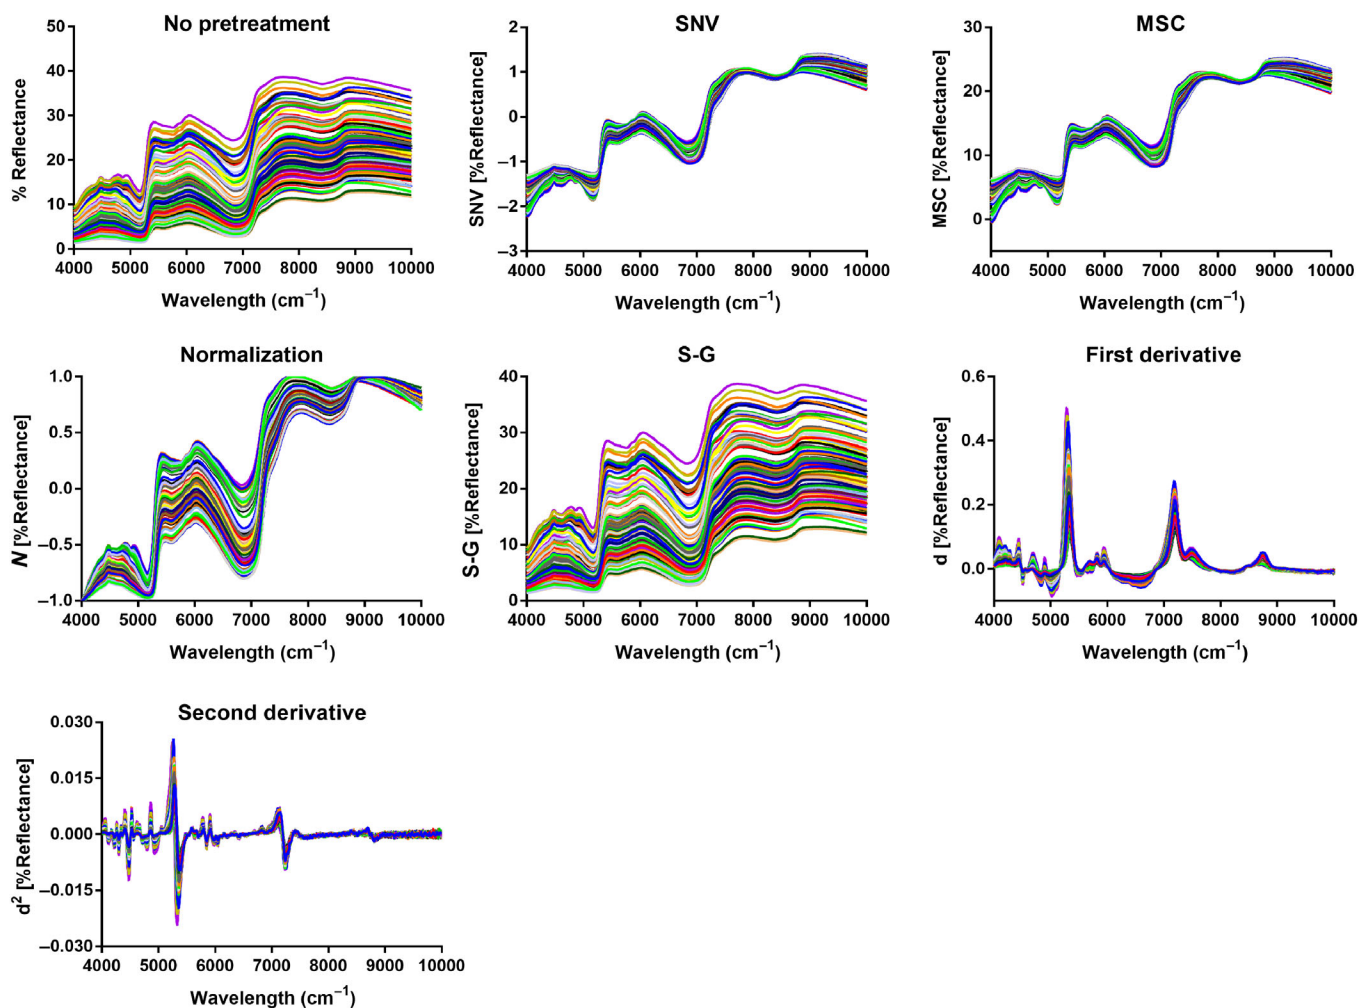 No pretreatment
% Reflectance
50
40
30
20
10
0
4000 5000 6000 7000 8000 9000 10000
Wavelength (cm⁻¹)
SNV
SNV [%Reflectance]
2
1
0
–1
–2
–3
4000 5000 6000 7000 8000 9000 10000
Wavelength (cm⁻¹)
MSC
MSC [%Reflectance]
30
20
10
0
4000 5000 6000 7000 8000 9000 10000
Wavelength (cm⁻¹)
Normalization
N [%Reflectance]
1.0
0.5
0.0
–0.5
–1.0
4000 5000 6000 7000 8000 9000 10000
Wavelength (cm⁻¹)
S-G
S-G [%Reflectance]
40
30
20
10
0
4000 5000 6000 7000 8000 9000 10000
Wavelength (cm⁻¹)
First derivative
d [%Reflectance]
0.6
0.4
0.2
0.0
4000 5000 6000 7000 8000 9000 10000
Wavelength (cm⁻¹)
Second derivative
d² [%Reflectance]
0.030
0.015
0.000
–0.015
–0.030
4000 5000 6000 7000 8000 9000 10000
Wavelength (cm⁻¹)